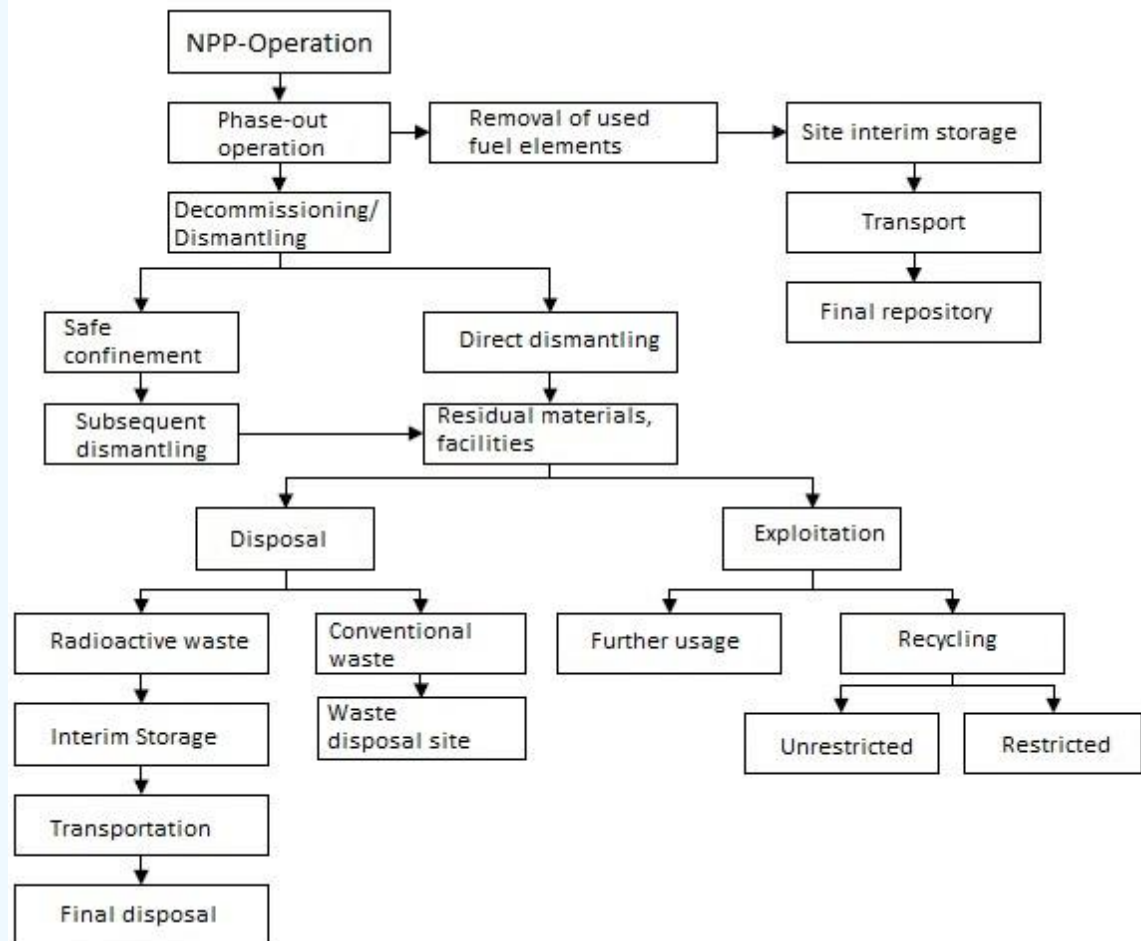 NPP-Operation
Phase-out
operation
Removal of used
fuel elements
Site interim storage
Decommissioning/
Dismantling
Transport
Final repository
Safe
confinement
Direct dismantling
Subsequent
dismantling
Residual materials,
facilities
Disposal
Exploitation
Radioactive waste
Conventional
waste
Further usage
Recycling
Interim Storage
Waste
disposal site
Unrestricted
Restricted
Transportation
Final disposal